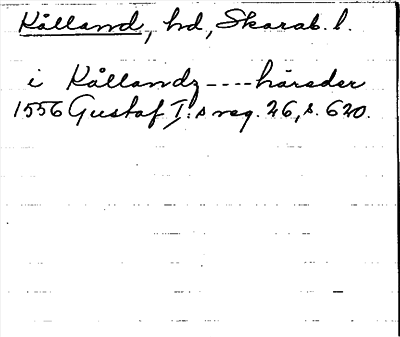 Kålland, hd, Skarab. l.
i Kållandz ---- härader
1556 Gustaf I:s reg. 26, s. 620.